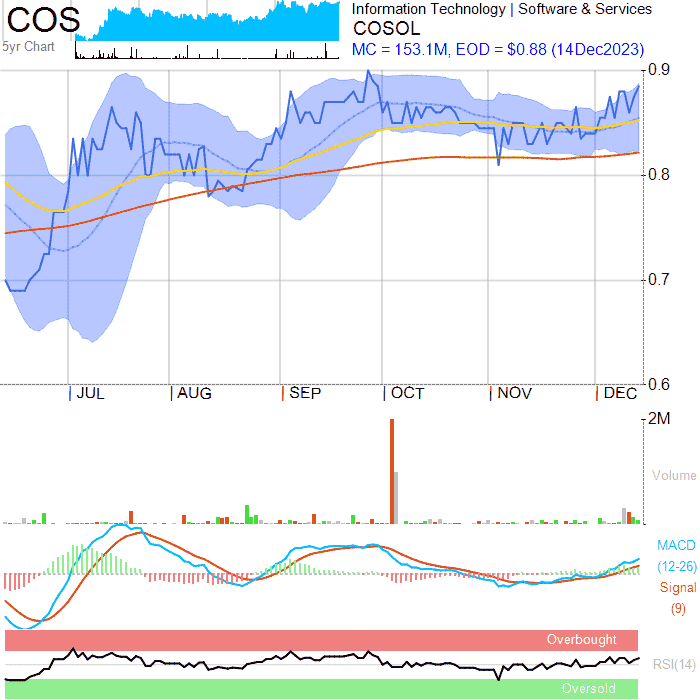 COS
5yr Chart
Information Technology | Software & Services
COSOL
MC = 153.1M, EOD = $0.88 (14Dec2023)
0.9
0.8
0.7
0.6
JUL AUG SEP OCT NOV DEC
2M
Volume
MACD
(12-26)
Signal
(9)
Overbought
RSI(14)
Oversold